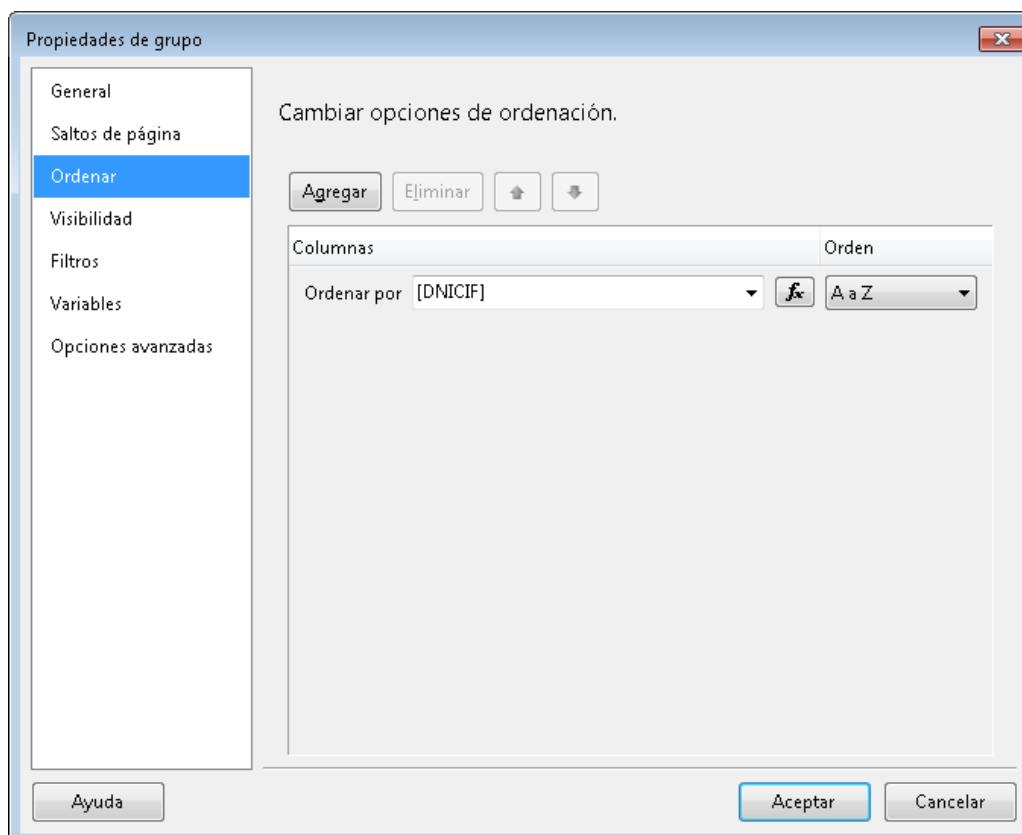 Propiedades de grupo
General
Saltos de página
Ordenar
Visibilidad
Filtros
Variables
Opciones avanzadas
Cambiar opciones de ordenación.
Agregar Eliminar
Columnas Orden
Ordenar por [DNICIF] fx A a Z
Ayuda Aceptar Cancelar